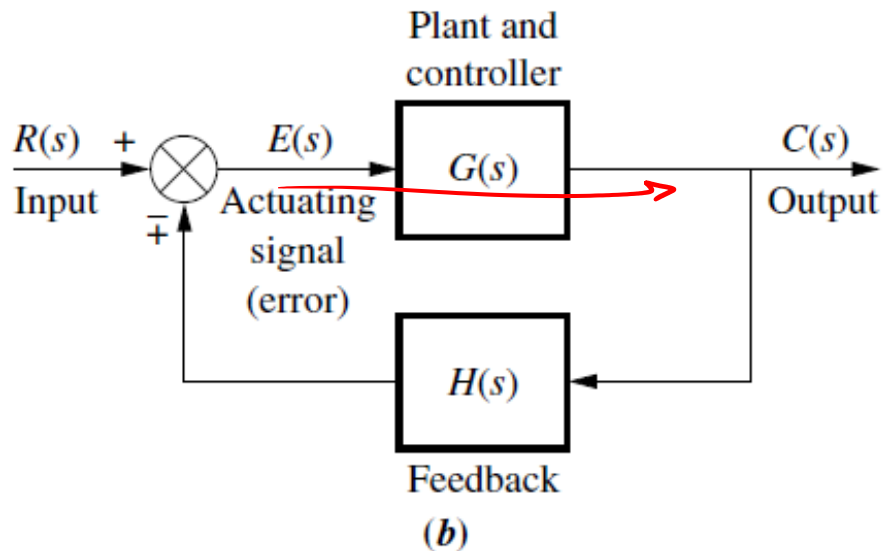 Plant and
controller
R(s) + E(s) G(s) C(s)
Input Actuating Output
∓ signal
(error)
H(s)
Feedback
(b)